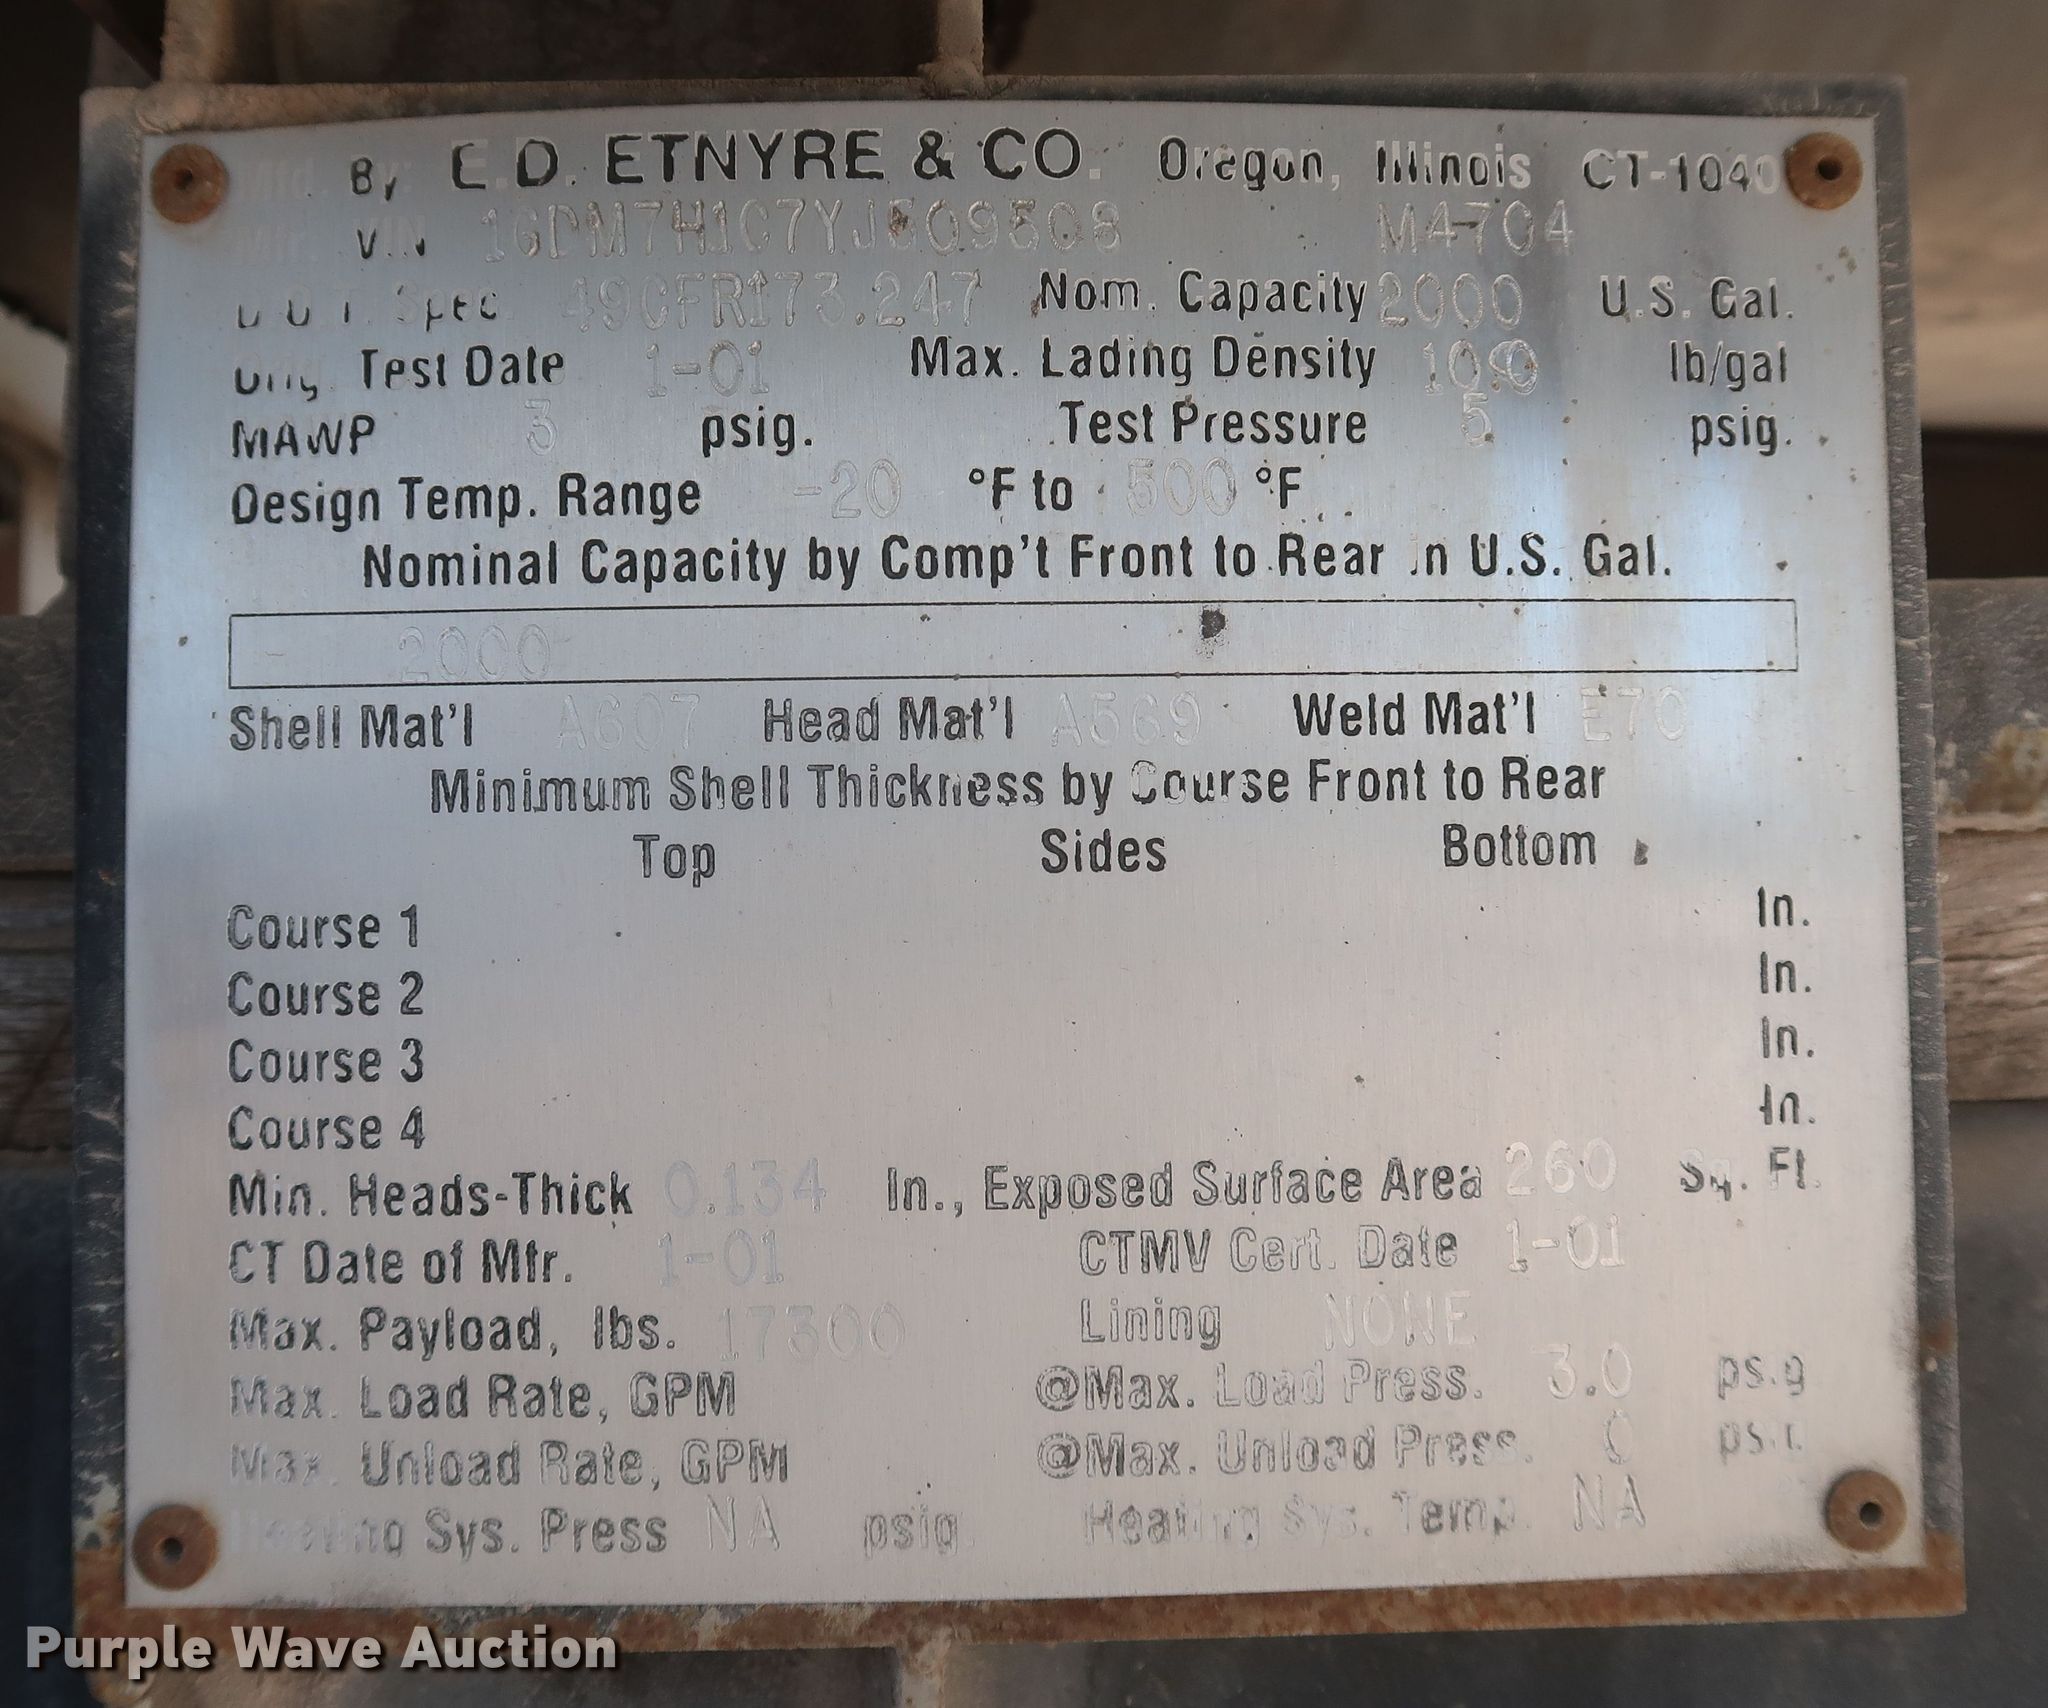 Mfd. By: E.D. ETNYRE & CO. Oregon, Illinois CT-1040
Mfr. VIN 1GDM7H1C7YJ509508 M4704
D.O.T. Spec. 49CFR173.247 Nom. Capacity 2000 U.S. Gal.
Orig. Test Date 1-01 Max. Lading Density lb/gal
MAWP 3 psig. Test Pressure 5 psig.
Design Temp. Range -20 °F to 500 °F
Nominal Capacity by Comp't Front to Rear in U.S. Gal.
2000
Shell Mat'l A607 Head Mat'l A569 Weld Mat'l E70
Minimum Shell Thickness by Course Front to Rear
Top Sides Bottom
Course 1 In.
Course 2 In.
Course 3 In.
Course 4 In.
Min. Heads-Thick 0.134 In., Exposed Surface Area 260 Sq. Ft.
CT Date of Mfr. 1-01 CTMV Cert. Date 1-01
Max. Payload, lbs. 17300 Lining NONE
Max. Load Rate, GPM @Max. Load Press. 3.0 psig
Max. Unload Rate, GPM @Max. Unload Press. 0 psig
Heating Sys. Press NA psig. Heating Sys. Temp. NA
Purple Wave Auction